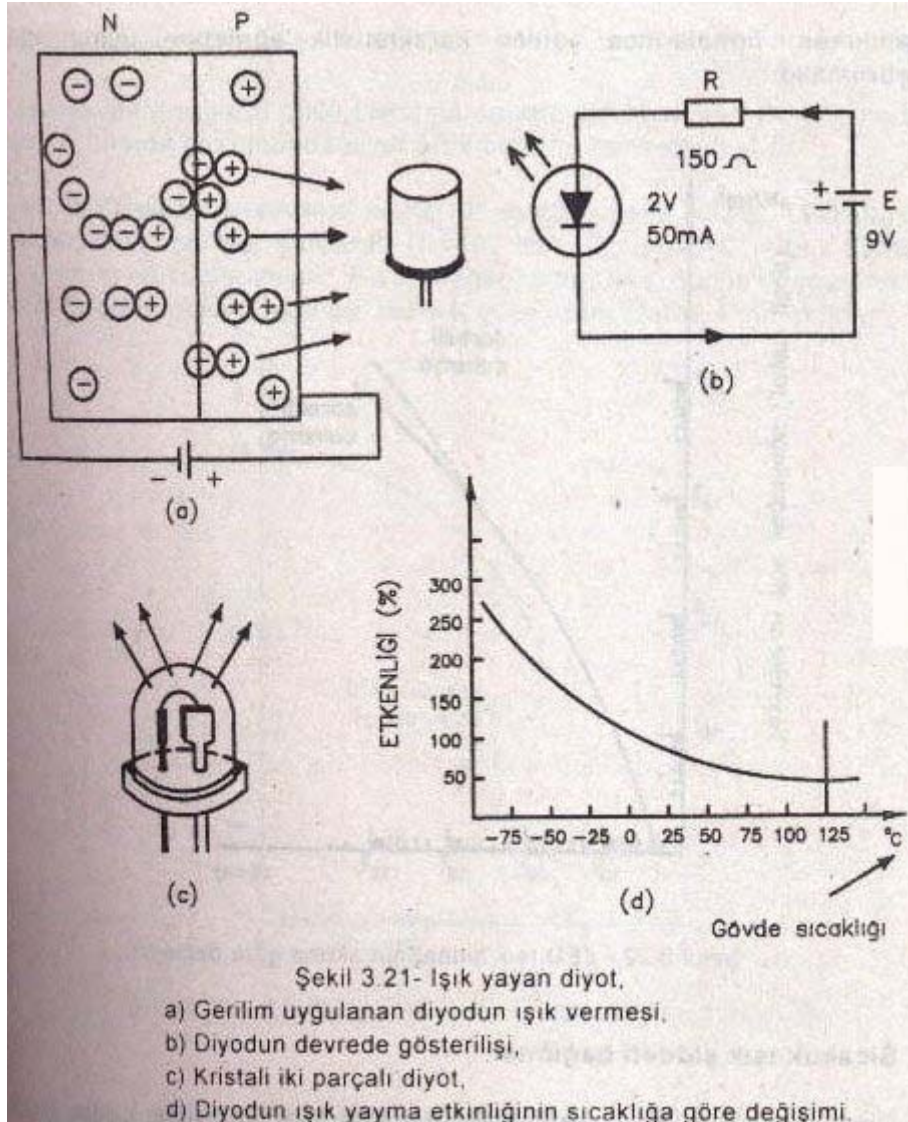 N P
R
150
2V
50mA
+
E
9V
(b)
− +
(a)
ETKENLİGİ (%)
300
250
200
150
100
50
−75 −50 −25 0 25 50 75 100 125 °C
(c)
(d)
Gövde sıcaklığı
Şekil 3.21- Işık yayan diyot,
a) Gerilim uygulanan diyodun ışık vermesi,
b) Diyodun devrede gösterilişi,
c) Kristali iki parçalı diyot,
d) Diyodun ışık yayma etkinliğinin sıcaklığa göre değişimi.